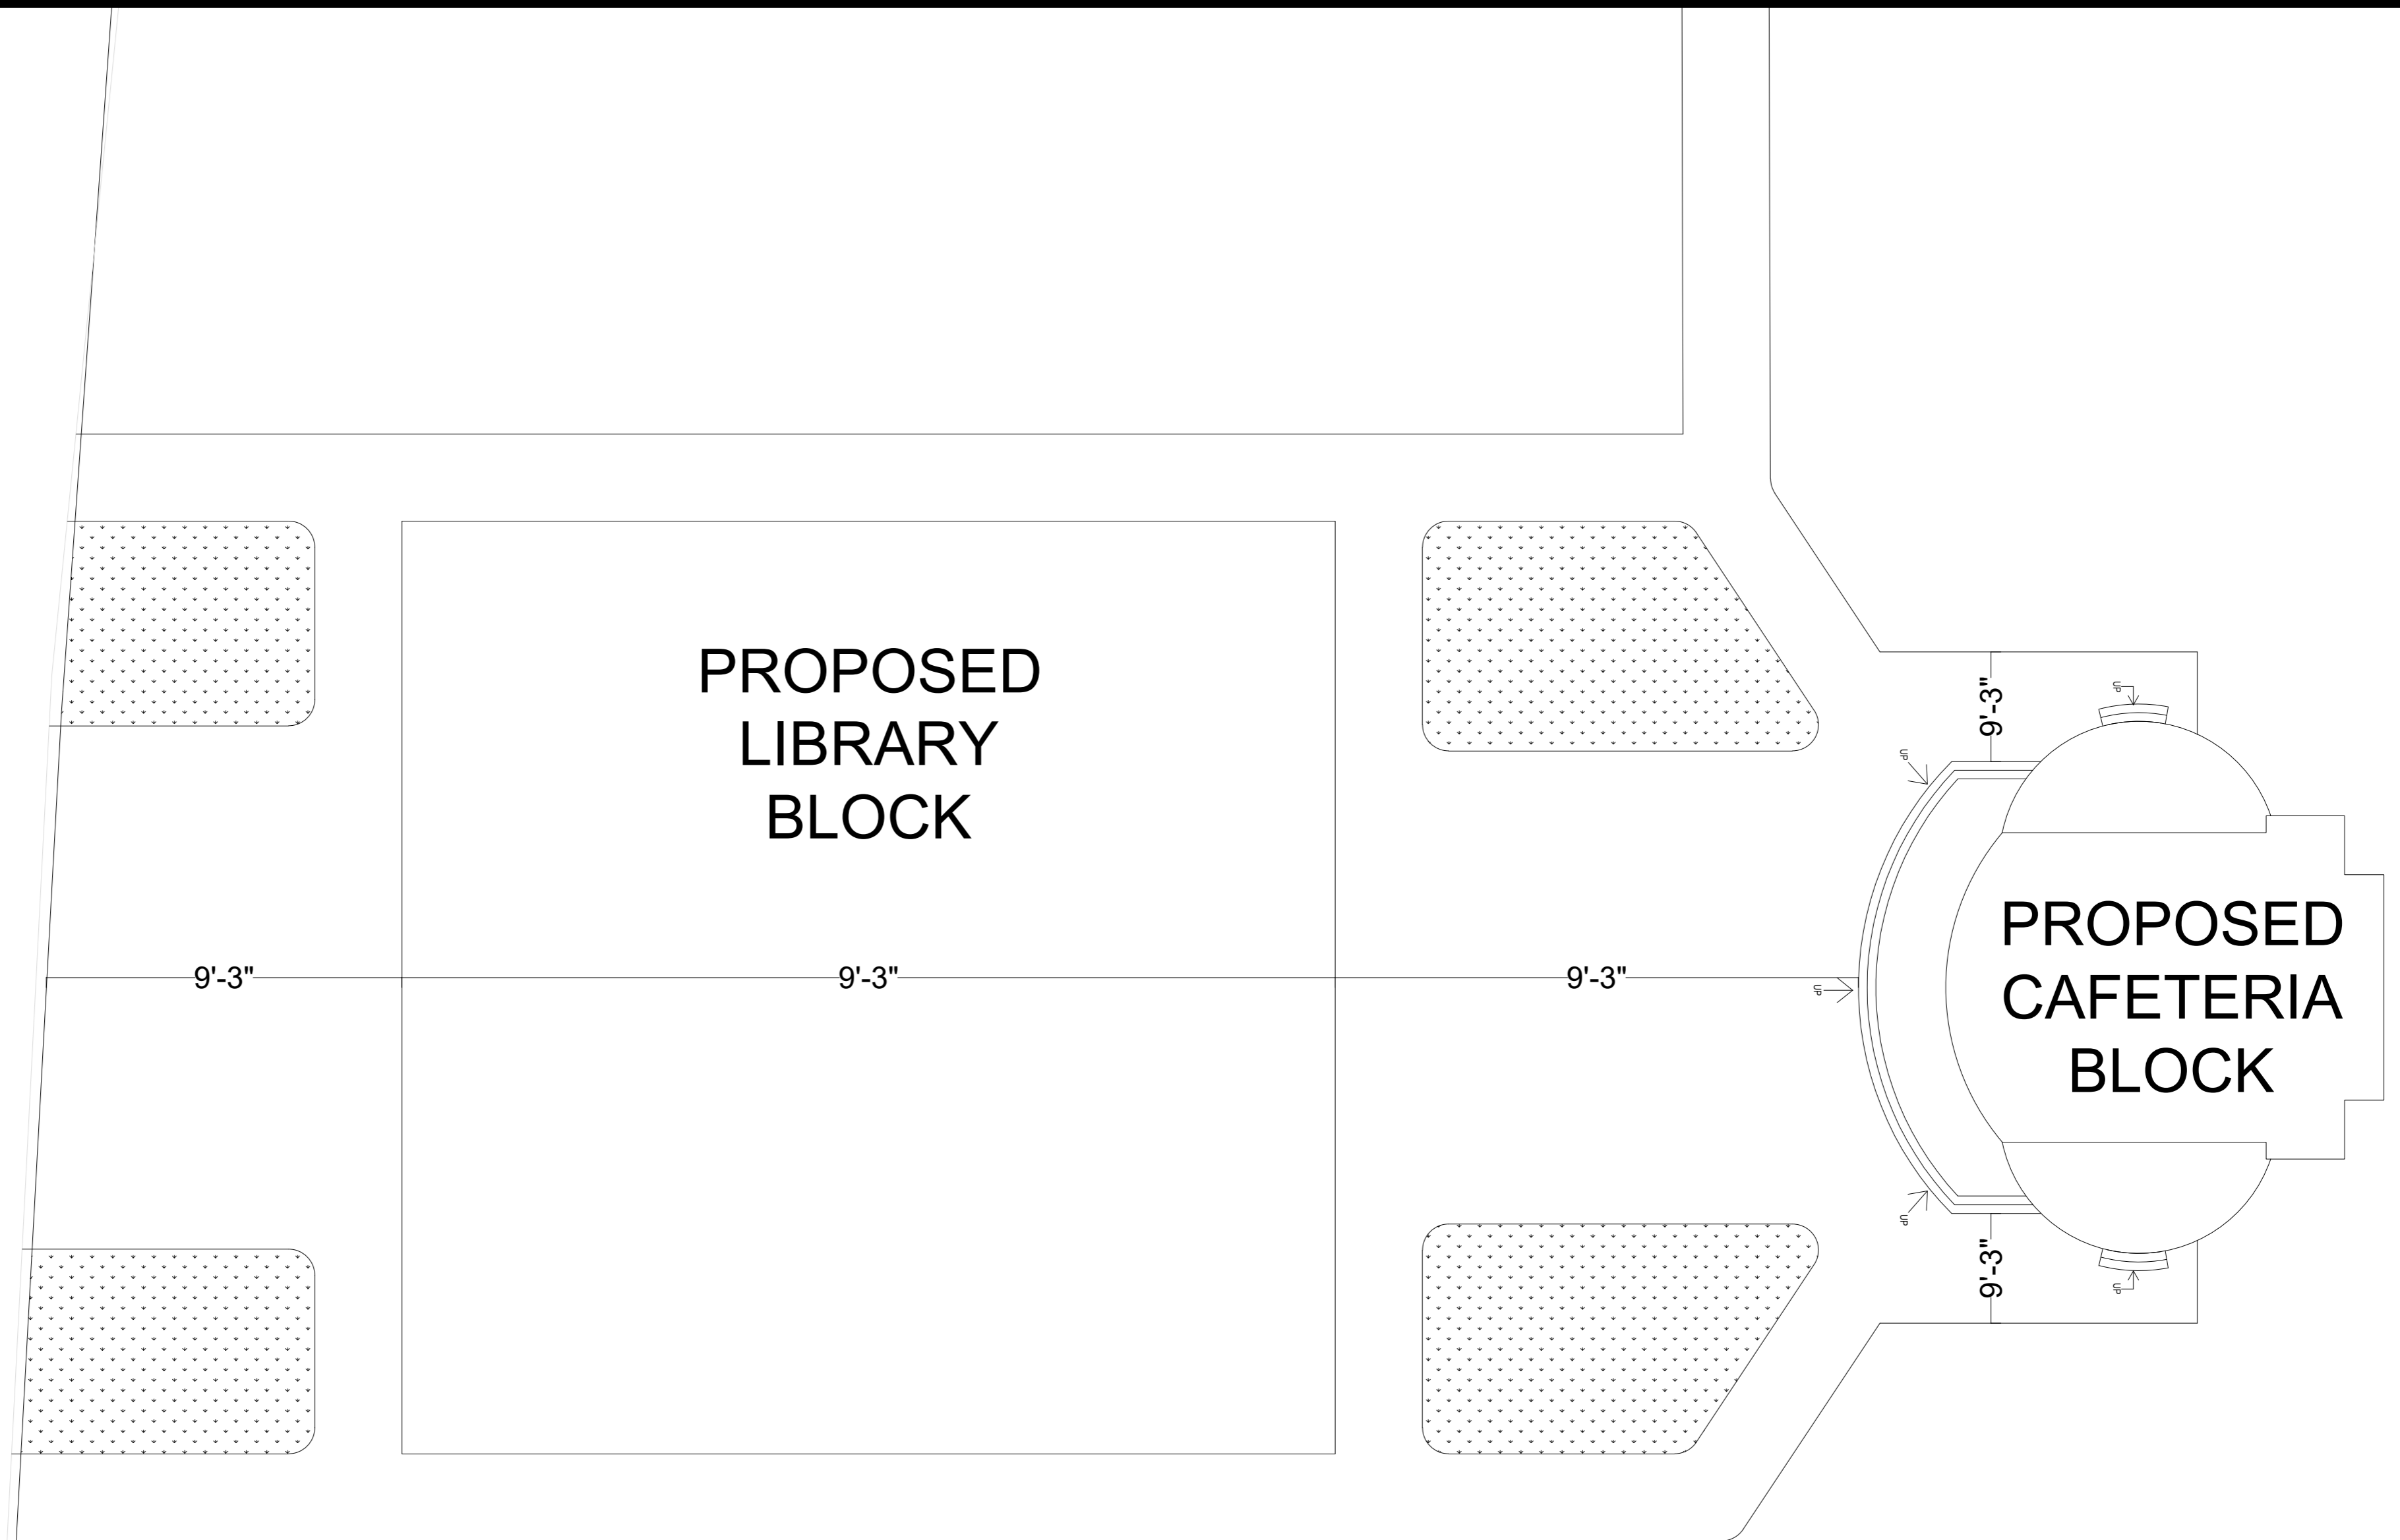 PROPOSED
LIBRARY
BLOCK
9'-3"
9'-3"
9'-3"
9'-3"
UP
UP
UP
PROPOSED
CAFETERIA
BLOCK
UP
9'-3"
UP